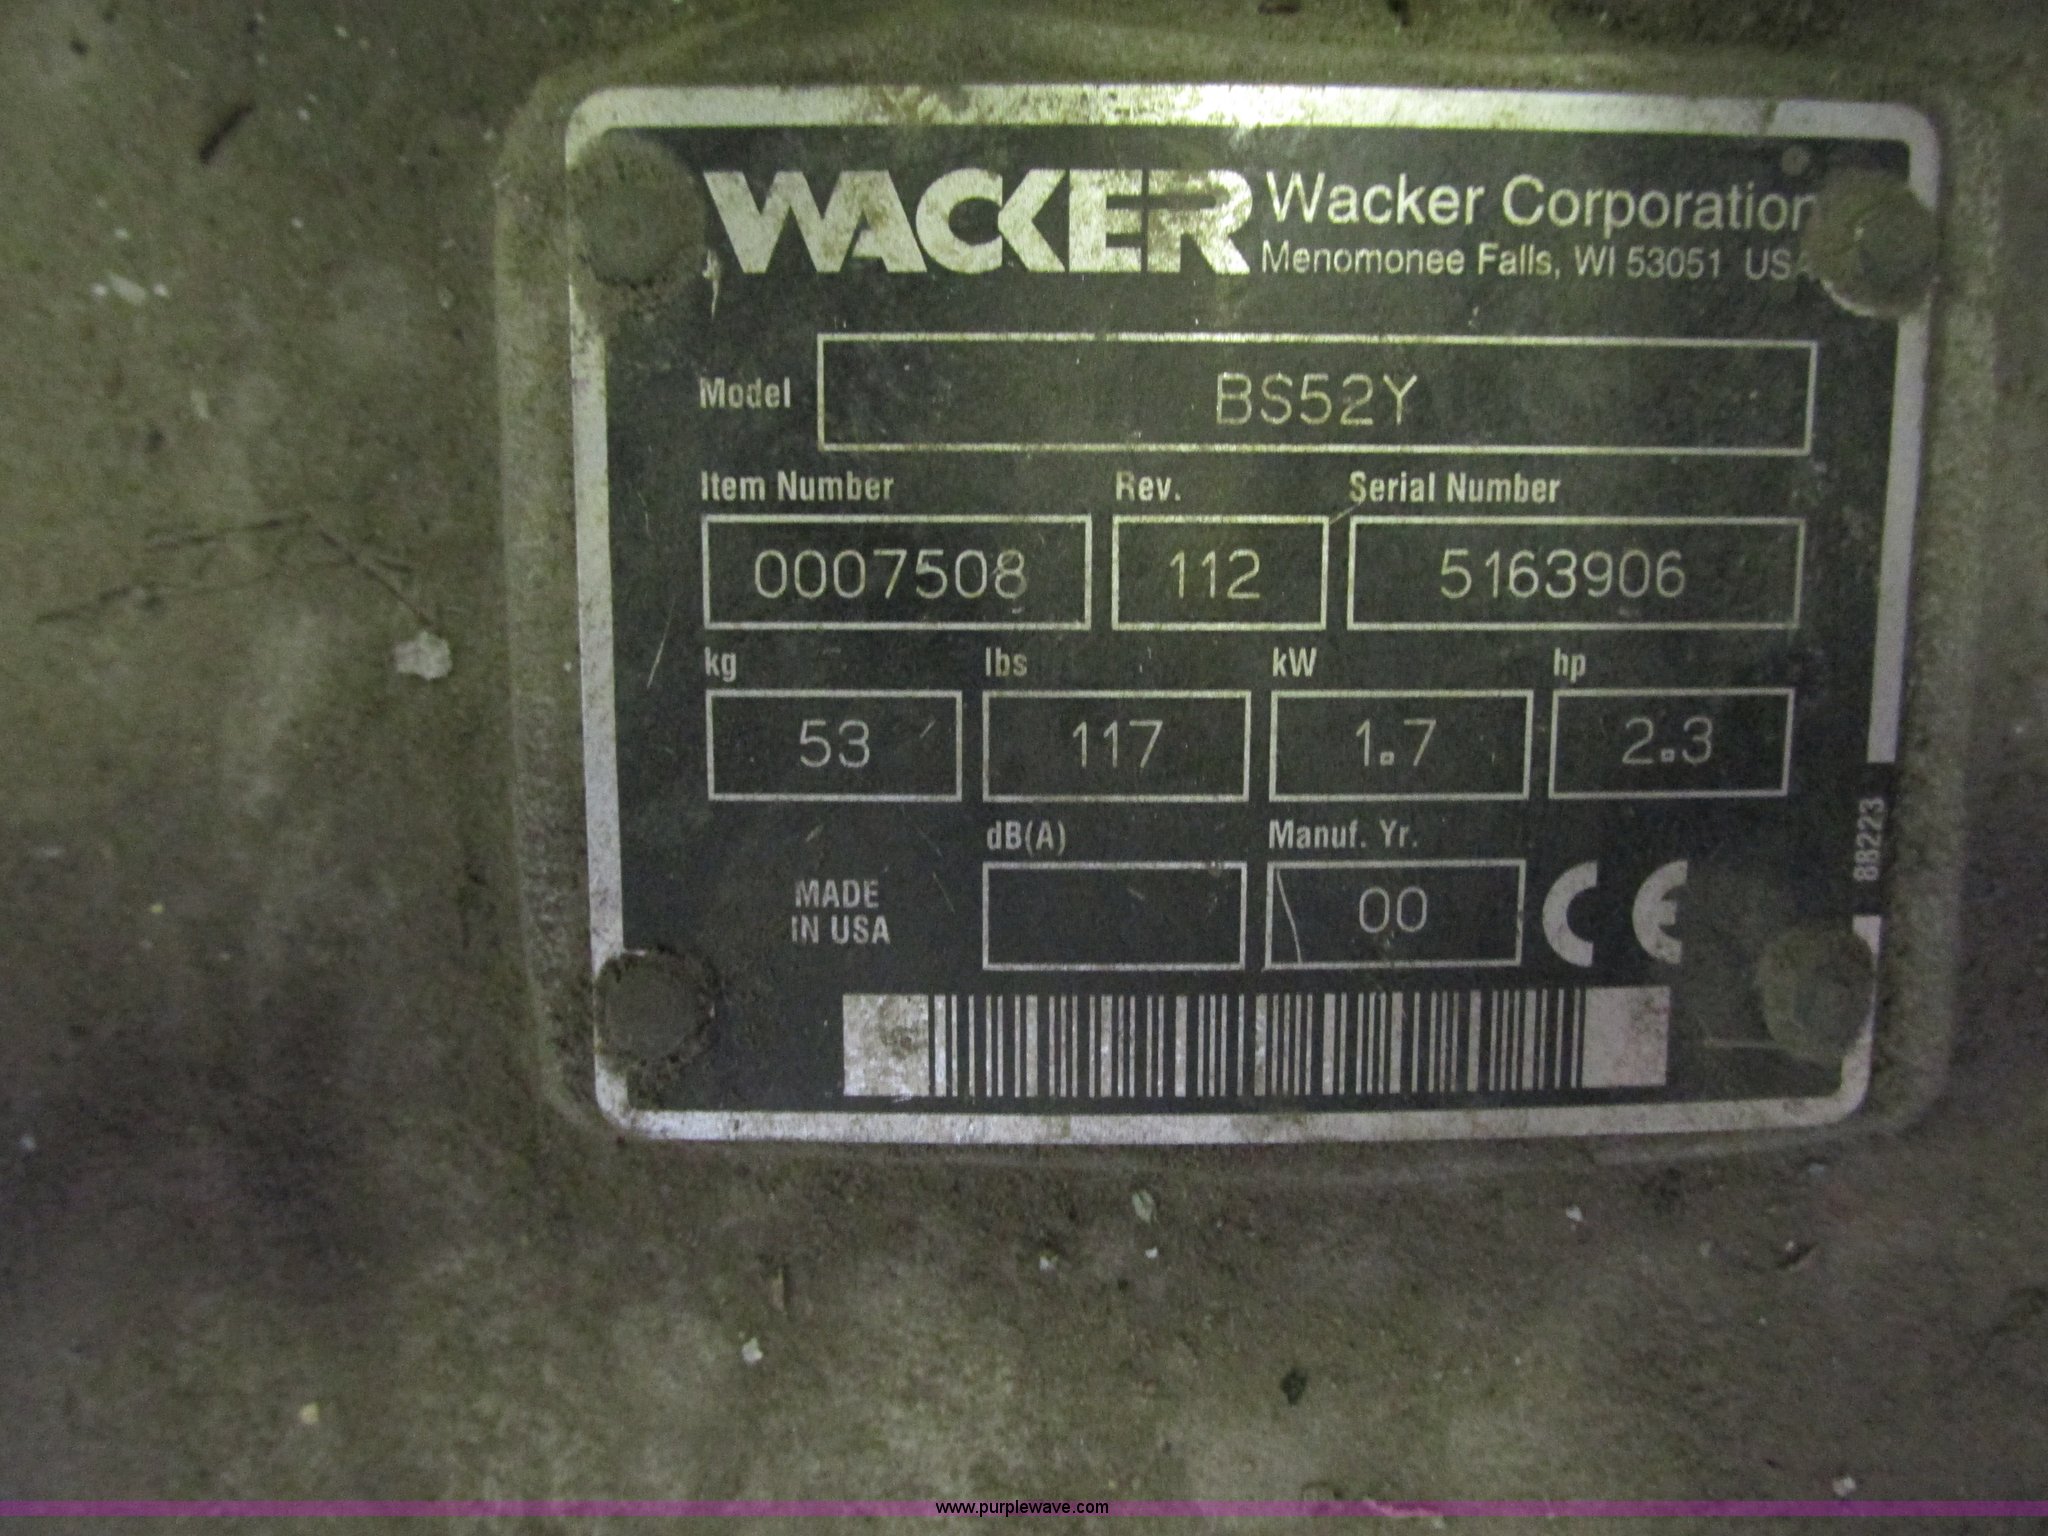 WACKER Wacker Corporation
Menomonee Falls, WI 53051 USA
Model BS52Y
Item Number Rev. Serial Number
0007508 112 5163906
kg lbs kW hp
53 117 1.7 2.3
dB(A) Manuf. Yr.
MADE
IN USA
00
CE
88223
www.purplewave.com